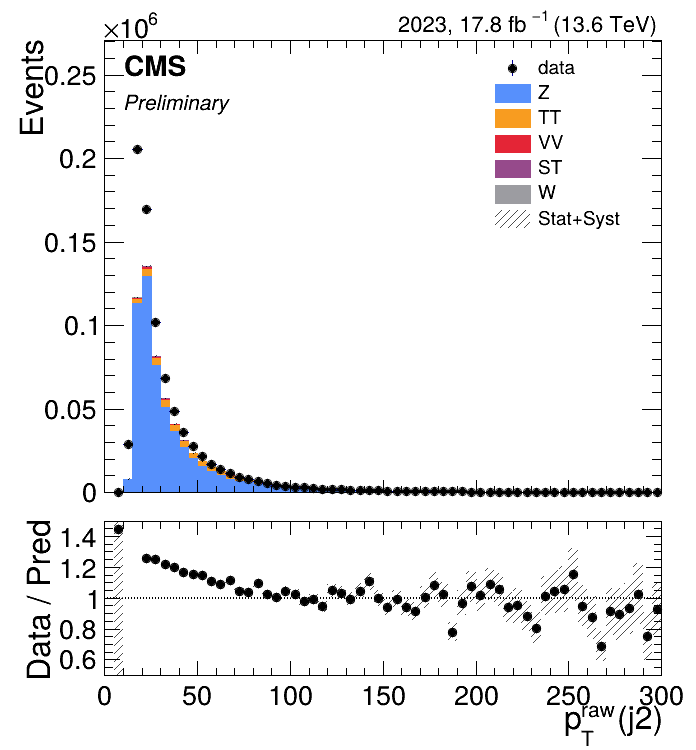 ×10⁶
2023, 17.8 fb⁻¹ (13.6 TeV)
Events
CMS
Preliminary
data
Z
TT
VV
ST
W
Stat+Syst
0.25
0.2
0.15
0.1
0.05
0
Data / Pred
1.4
1.2
1
0.8
0.6
0 50 100 150 200 250 300
p_T^raw(j2)